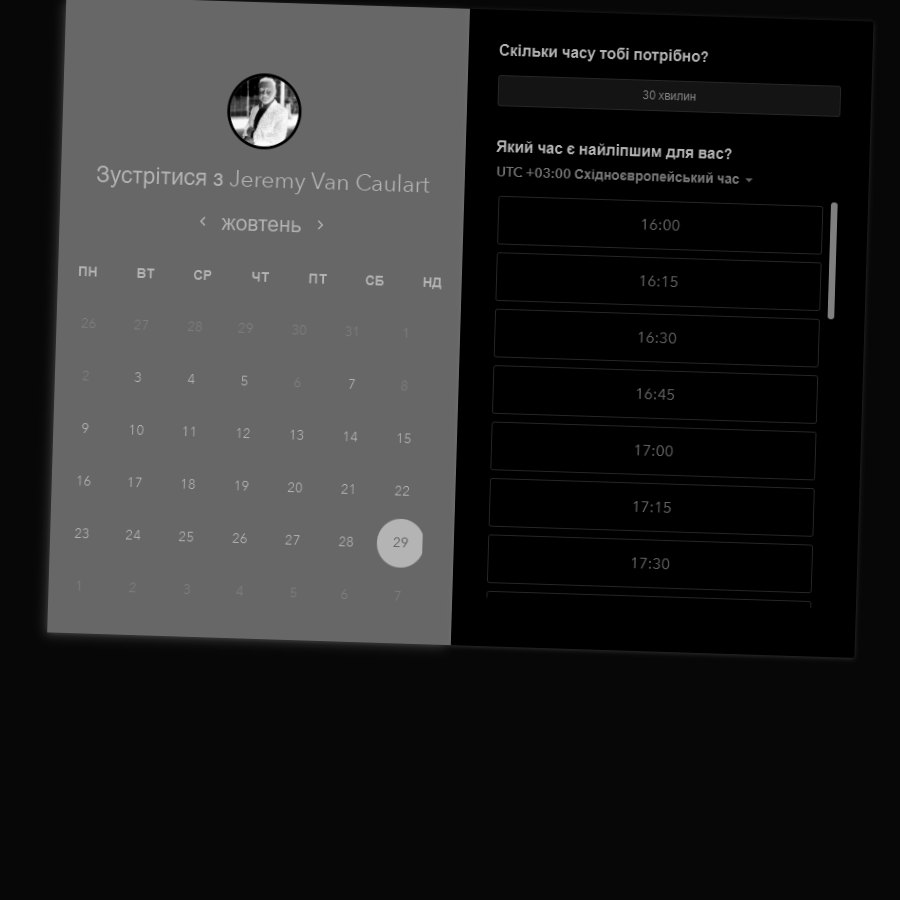 Зустрітися з Jeremy Van Caulart
жовтень
ПН ВТ СР ЧТ ПТ СБ НД
26 27 28 29 30 31 1
2 3 4 5 6 7 8
9 10 11 12 13 14 15
16 17 18 19 20 21 22
23 24 25 26 27 28 29
1 2 3 4 5 6 7
Скільки часу тобі потрібно?
30 хвилин
Який час є найліпшим для вас?
UTC +03:00 Східноєвропейський час
16:00
16:15
16:30
16:45
17:00
17:15
17:30